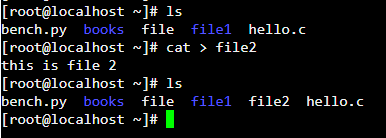 [root@localhost ~]# ls
bench.py  books  file  file1  hello.c
[root@localhost ~]# cat > file2
this is file 2
[root@localhost ~]# ls
bench.py  books  file  file1  file2  hello.c
[root@localhost ~]#